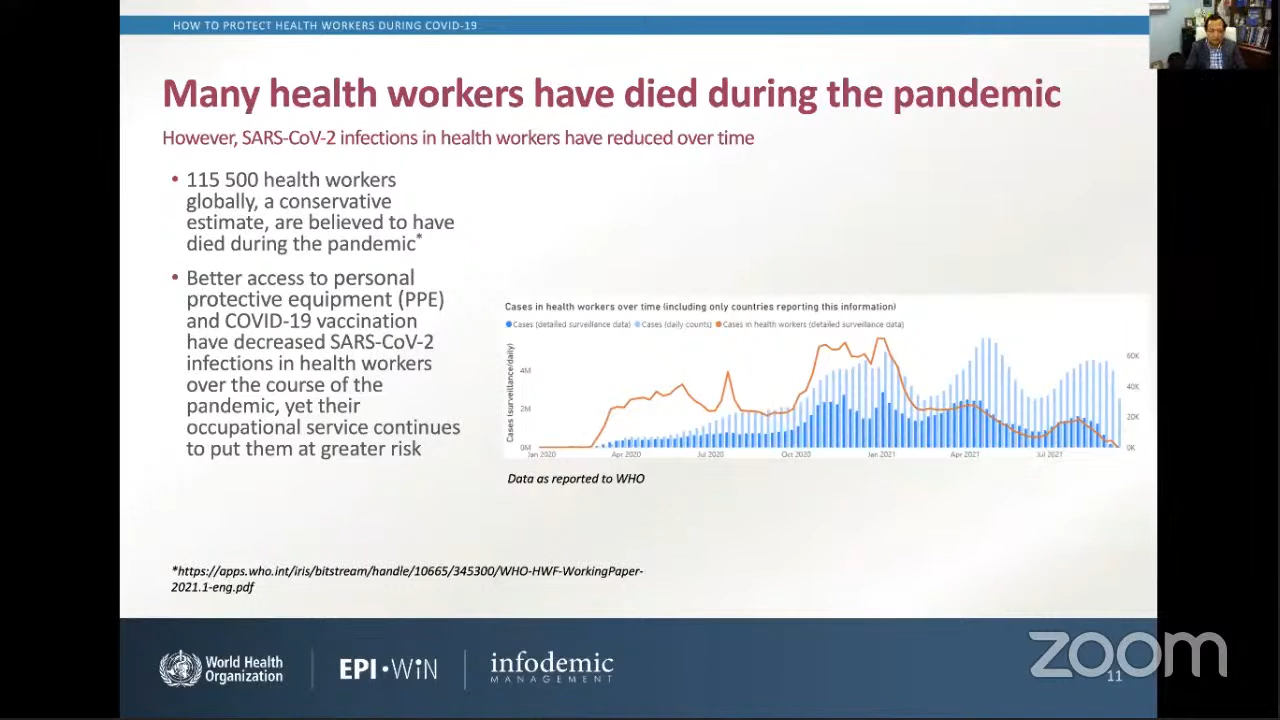 HOW TO PROTECT HEALTH WORKERS DURING COVID-19
Many health workers have died during the pandemic
However, SARS-CoV-2 infections in health workers have reduced over time
• 115 500 health workers
globally, a conservative
estimate, are believed to have
died during the pandemic*
• Better access to personal
protective equipment (PPE)
and COVID-19 vaccination
have decreased SARS-CoV-2
infections in health workers
over the course of the
pandemic, yet their
occupational service continues
to put them at greater risk
Cases in health workers over time (including only countries reporting this information)
Cases (detailed surveillance data) Cases (daily counts) Cases in health workers (detailed surveillance data)
Cases (surveillance/daily)
4M
2M
0M
60K
40K
20K
0K
Jan 2020 Apr 2020 Jul 2020 Oct 2020 Jan 2021 Apr 2021 Jul 2021
Data as reported to WHO
*https://apps.who.int/iris/bitstream/handle/10665/345300/WHO-HWF-WorkingPaper-
2021.1-eng.pdf
World Health
Organization
EPI·WiN
infodemic
MANAGEMENT
zoom
11